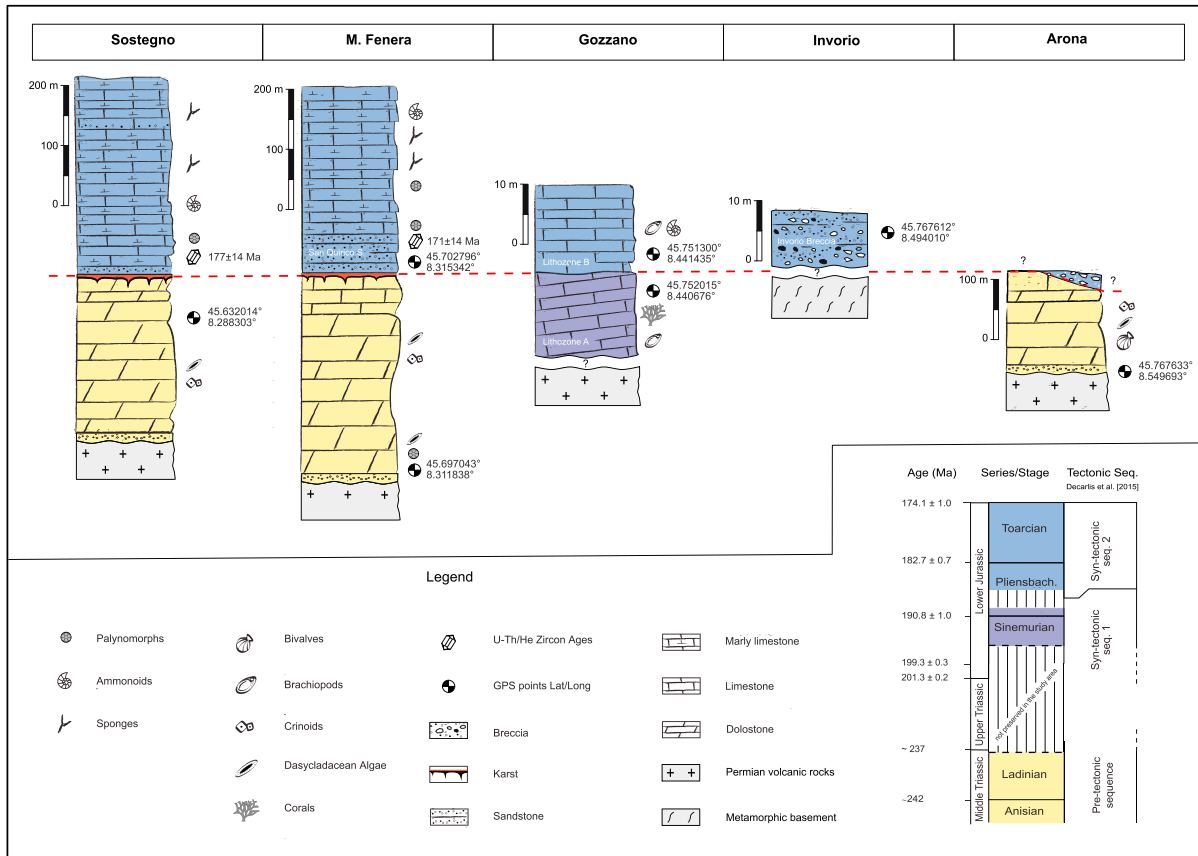 Sostegno
M. Fenera
Gozzano
Invorio
Arona
200 m
100
0
177±14 Ma
45.632014°
8.288303°
200 m
100
0
San Quirico S.
171±14 Ma
45.702796°
8.315342°
45.697043°
8.311838°
10 m
0
Lithozone B
45.751300°
8.441435°
45.752015°
8.440676°
Lithozone A
?
10 m
0
Invorio Breccia
45.767612°
8.494010°
?
?
?
100 m
0
45.767633°
8.549693°
Legend
Palynomorphs
Ammonoids
Sponges
Bivalves
Brachiopods
Crinoids
Dasycladacean Algae
Corals
U-Th/He Zircon Ages
GPS points Lat/Long
Breccia
Karst
Sandstone
Marly limestone
Limestone
Dolostone
Permian volcanic rocks
Metamorphic basement
Age (Ma)
Series/Stage
Tectonic Seq.
Decarlis et al. [2015]
174.1 ± 1.0
182.7 ± 0.7
190.8 ± 1.0
199.3 ± 0.3
201.3 ± 0.2
~ 237
~242
Lower Jurassic
Upper Triassic
Middle Triassic
Toarcian
Pliensbach.
Sinemurian
not preserved in the study area
Ladinian
Anisian
Syn-tectonic
seq. 2
Syn-tectonic
seq. 1
Pre-tectonic
sequence